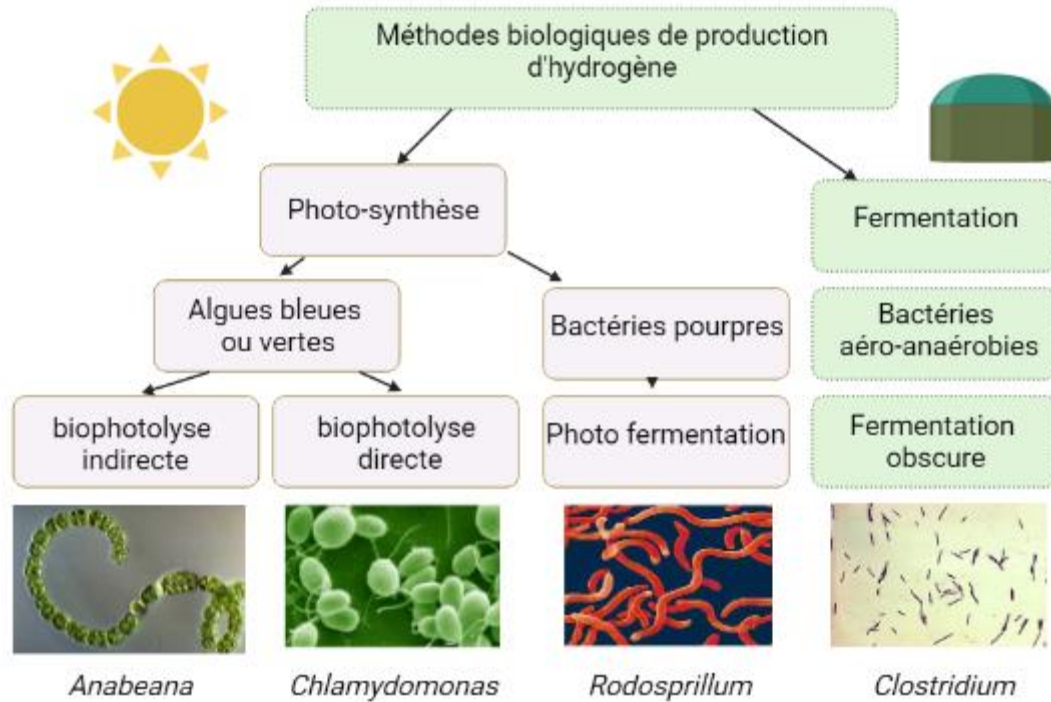 Méthodes biologiques de production
d'hydrogène
Photo-synthèse
Fermentation
Algues bleues
ou vertes
Bactéries pourpres
Bactéries
aéro-anaérobies
biophotolyse
indirecte
biophotolyse
directe
Photo fermentation
Fermentation
obscure
Anabeana
Chlamydomonas
Rodosprillum
Clostridium